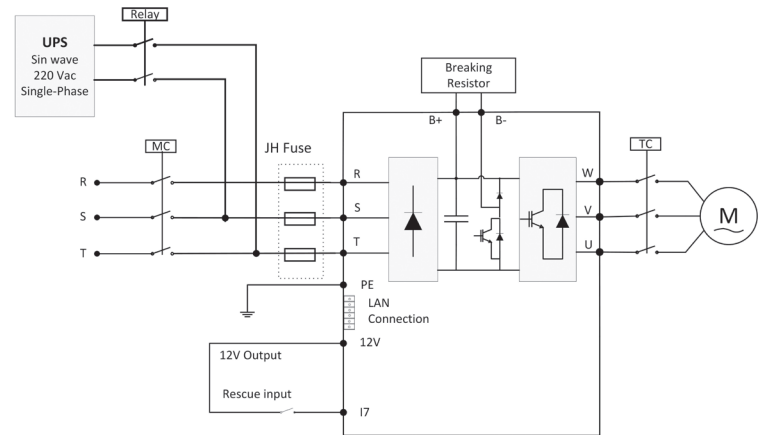 Relay
UPS
Sin wave
220 Vac
Single-Phase
Breaking
Resistor
B+
B-
MC
JH Fuse
TC
R
R
W
S
S
V
M
T
T
U
PE
LAN
Connection
12V
12V Output
Rescue input
I7